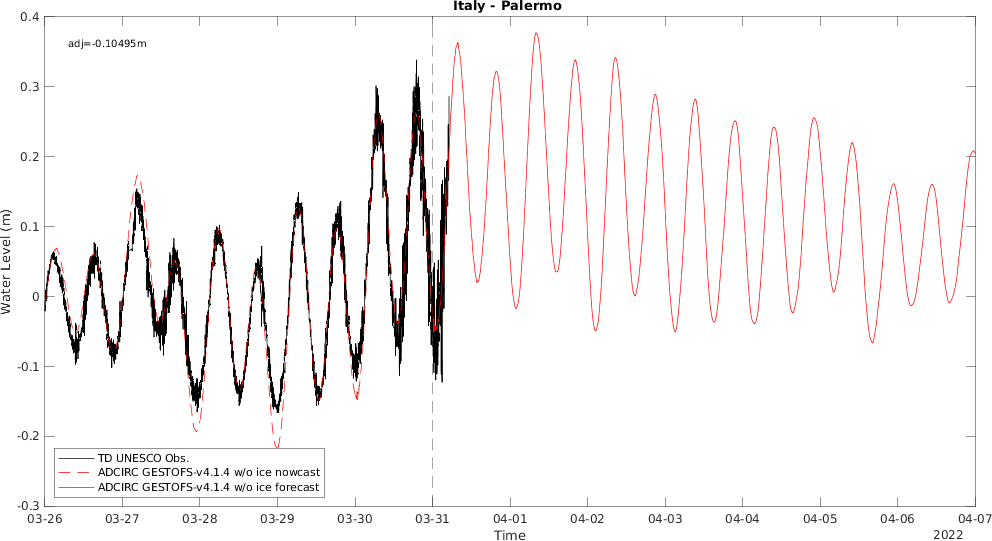 Italy - Palermo
adj=-0.10495m
0.4
0.3
0.2
0.1
0
-0.1
-0.2
-0.3
Water Level (m)
TD UNESCO Obs.
ADCIRC GESTOFS-v4.1.4 w/o ice nowcast
ADCIRC GESTOFS-v4.1.4 w/o ice forecast
03-26 03-27 03-28 03-29 03-30 03-31 04-01 04-02 04-03 04-04 04-05 04-06 04-07
Time
2022